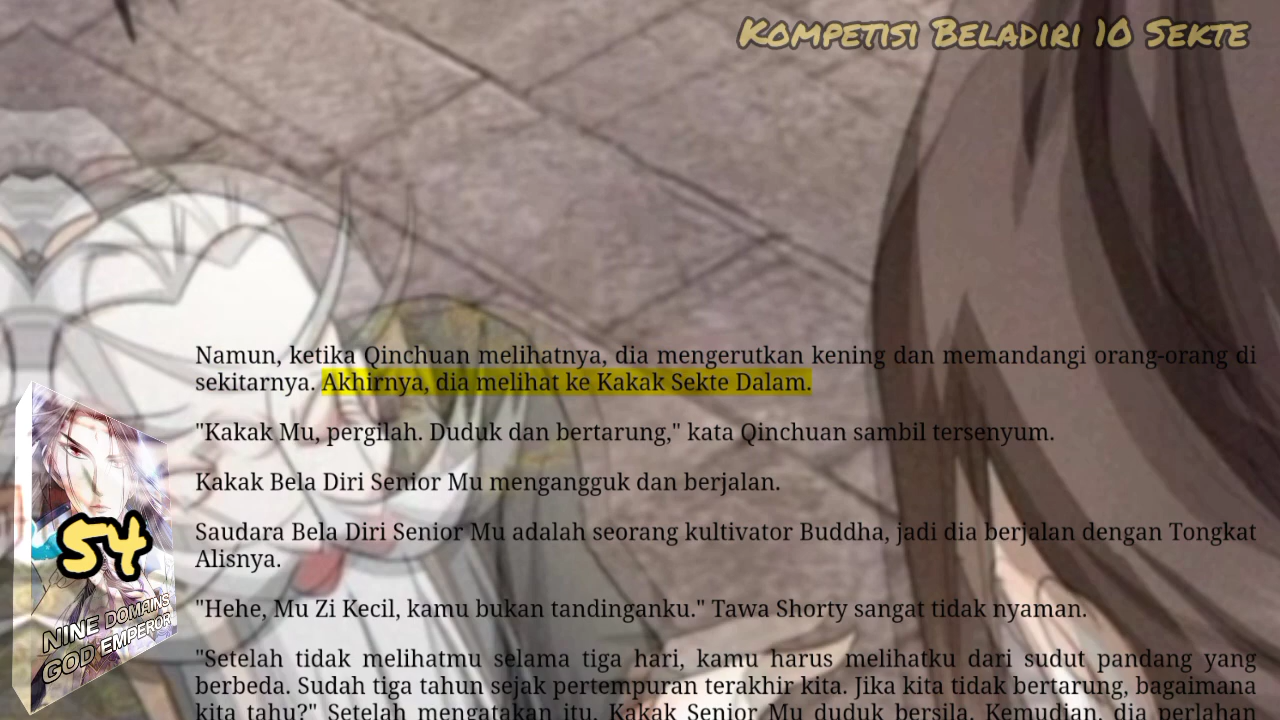 Kompetisi Beladiri 10 Sekte
Namun, ketika Qinchuan melihatnya, dia mengerutkan kening dan memandangi orang-orang di
sekitarnya. Akhirnya, dia melihat ke Kakak Sekte Dalam.
"Kakak Mu, pergilah. Duduk dan bertarung," kata Qinchuan sambil tersenyum.
Kakak Bela Diri Senior Mu mengangguk dan berjalan.
Saudara Bela Diri Senior Mu adalah seorang kultivator Buddha, jadi dia berjalan dengan Tongkat
Alisnya.
"Hehe, Mu Zi Kecil, kamu bukan tandinganku." Tawa Shorty sangat tidak nyaman.
"Setelah tidak melihatmu selama tiga hari, kamu harus melihatku dari sudut pandang yang
berbeda. Sudah tiga tahun sejak pertempuran terakhir kita. Jika kita tidak bertarung, bagaimana
kita tahu?" Setelah mengatakan itu, Kakak Senior Mu duduk bersila. Kemudian, dia perlahan
54
NINE DOMAINS
GOD EMPEROR